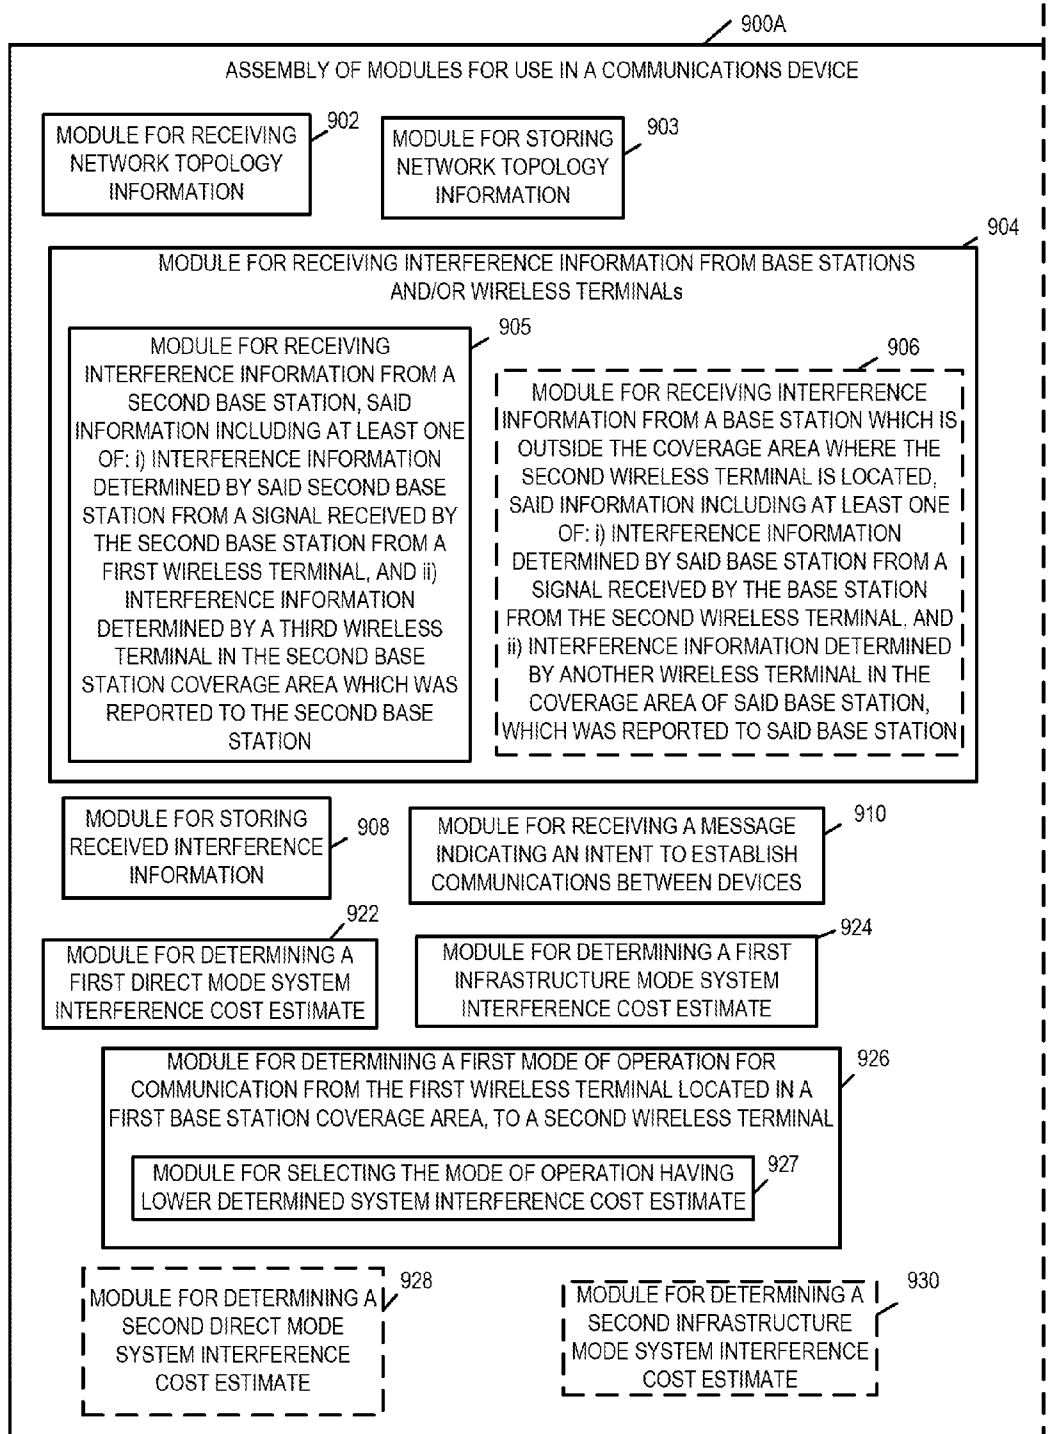 900A
ASSEMBLY OF MODULES FOR USE IN A COMMUNICATIONS DEVICE
902
MODULE FOR RECEIVING
NETWORK TOPOLOGY
INFORMATION
903
MODULE FOR STORING
NETWORK TOPOLOGY
INFORMATION
904
MODULE FOR RECEIVING INTERFERENCE INFORMATION FROM BASE STATIONS
AND/OR WIRELESS TERMINALs
905
MODULE FOR RECEIVING
INTERFERENCE INFORMATION FROM A
SECOND BASE STATION, SAID
INFORMATION INCLUDING AT LEAST ONE
OF: i) INTERFERENCE INFORMATION
DETERMINED BY SAID SECOND BASE
STATION FROM A SIGNAL RECEIVED BY
THE SECOND BASE STATION FROM A
FIRST WIRELESS TERMINAL, AND ii)
INTERFERENCE INFORMATION
DETERMINED BY A THIRD WIRELESS
TERMINAL IN THE SECOND BASE
STATION COVERAGE AREA WHICH WAS
REPORTED TO THE SECOND BASE
STATION
906
MODULE FOR RECEIVING INTERFERENCE
INFORMATION FROM A BASE STATION WHICH IS
OUTSIDE THE COVERAGE AREA WHERE THE
SECOND WIRELESS TERMINAL IS LOCATED,
SAID INFORMATION INCLUDING AT LEAST ONE
OF: i) INTERFERENCE INFORMATION
DETERMINED BY SAID BASE STATION FROM A
SIGNAL RECEIVED BY THE BASE STATION
FROM THE SECOND WIRELESS TERMINAL, AND
ii) INTERFERENCE INFORMATION DETERMINED
BY ANOTHER WIRELESS TERMINAL IN THE
COVERAGE AREA OF SAID BASE STATION,
WHICH WAS REPORTED TO SAID BASE STATION
908
MODULE FOR STORING
RECEIVED INTERFERENCE
INFORMATION
910
MODULE FOR RECEIVING A MESSAGE
INDICATING AN INTENT TO ESTABLISH
COMMUNICATIONS BETWEEN DEVICES
922
MODULE FOR DETERMINING A
FIRST DIRECT MODE SYSTEM
INTERFERENCE COST ESTIMATE
924
MODULE FOR DETERMINING A FIRST
INFRASTRUCTURE MODE SYSTEM
INTERFERENCE COST ESTIMATE
926
MODULE FOR DETERMINING A FIRST MODE OF OPERATION FOR
COMMUNICATION FROM THE FIRST WIRELESS TERMINAL LOCATED IN A
FIRST BASE STATION COVERAGE AREA, TO A SECOND WIRELESS TERMINAL
927
MODULE FOR SELECTING THE MODE OF OPERATION HAVING
LOWER DETERMINED SYSTEM INTERFERENCE COST ESTIMATE
928
MODULE FOR DETERMINING A
SECOND DIRECT MODE
SYSTEM INTERFERENCE
COST ESTIMATE
930
MODULE FOR DETERMINING A
SECOND INFRASTRUCTURE
MODE SYSTEM INTERFERENCE
COST ESTIMATE